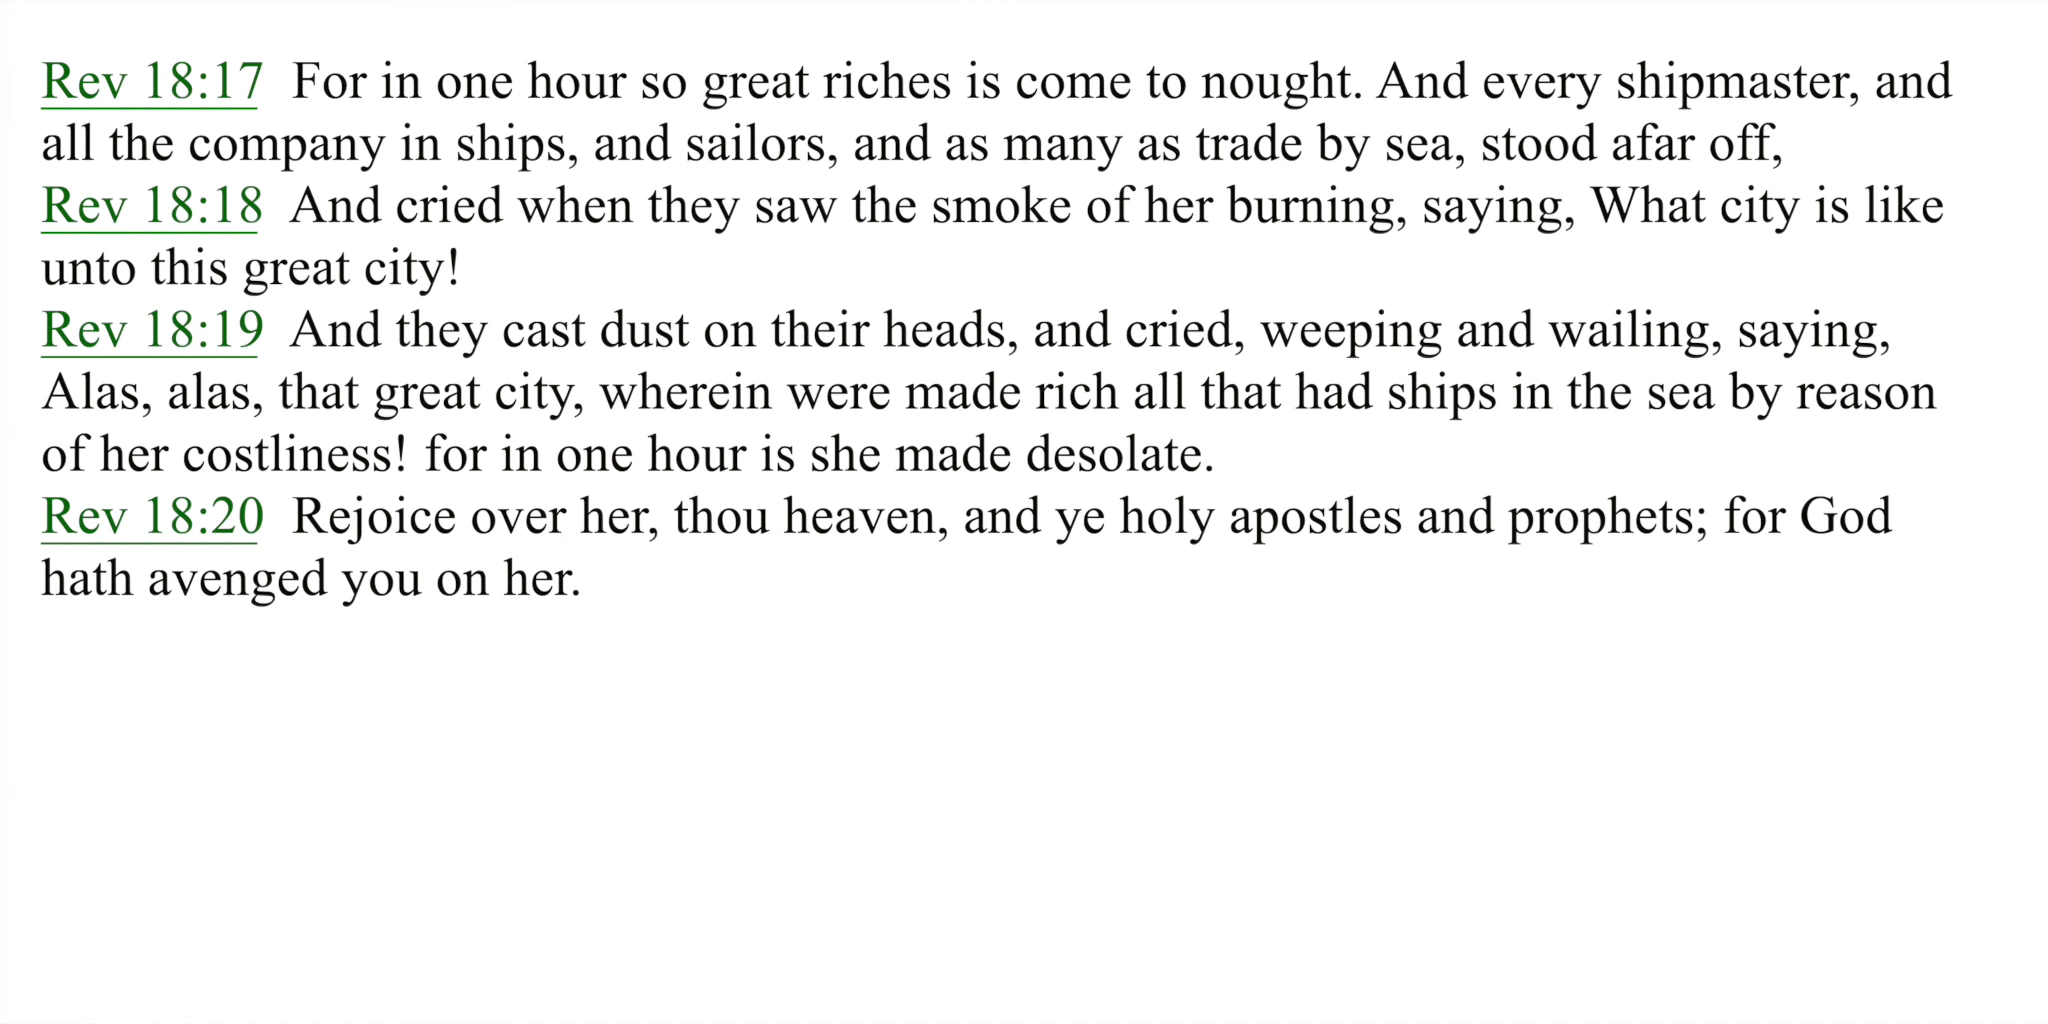 Rev 18:17  For in one hour so great riches is come to nought. And every shipmaster, and
all the company in ships, and sailors, and as many as trade by sea, stood afar off,
Rev 18:18  And cried when they saw the smoke of her burning, saying, What city is like
unto this great city!
Rev 18:19  And they cast dust on their heads, and cried, weeping and wailing, saying,
Alas, alas, that great city, wherein were made rich all that had ships in the sea by reason
of her costliness! for in one hour is she made desolate.
Rev 18:20  Rejoice over her, thou heaven, and ye holy apostles and prophets; for God
hath avenged you on her.